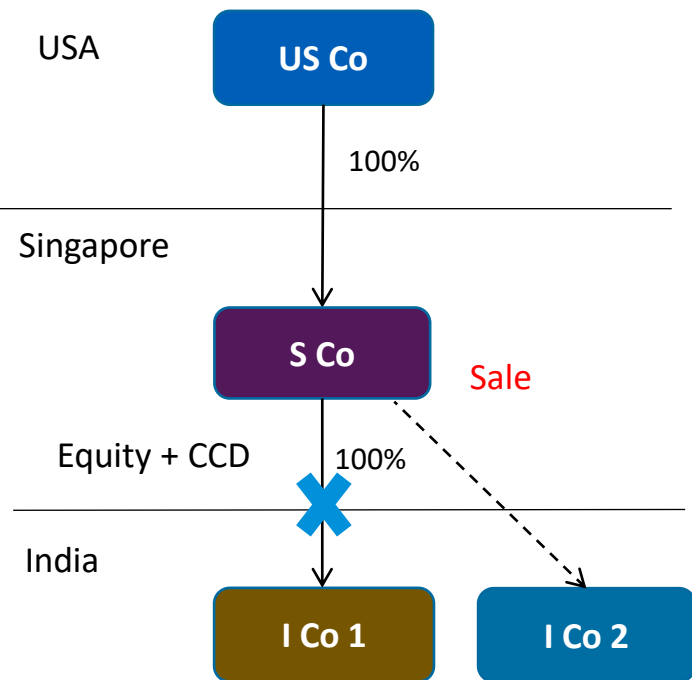 USA
US Co
100%
Singapore
S Co
Sale
Equity + CCD
100%
India
I Co 1
I Co 2